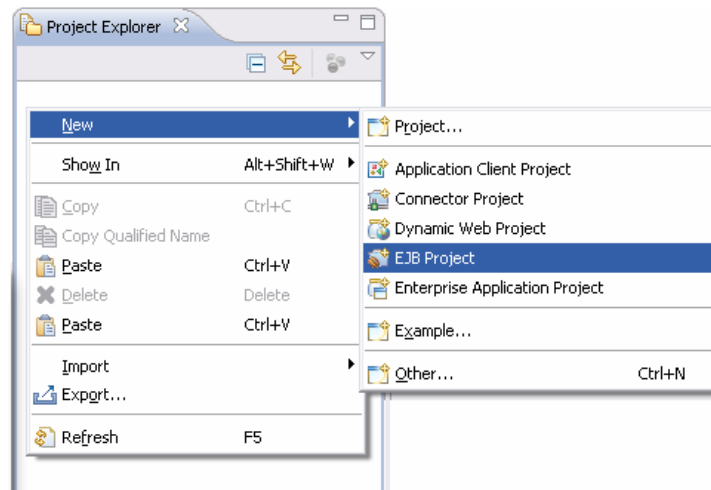 Project Explorer
New
Show In Alt+Shift+W
Copy Ctrl+C
Copy Qualified Name
Paste Ctrl+V
Delete Delete
Paste Ctrl+V
Import
Export...
Refresh F5
Project...
Application Client Project
Connector Project
Dynamic Web Project
EJB Project
Enterprise Application Project
Example...
Other... Ctrl+N